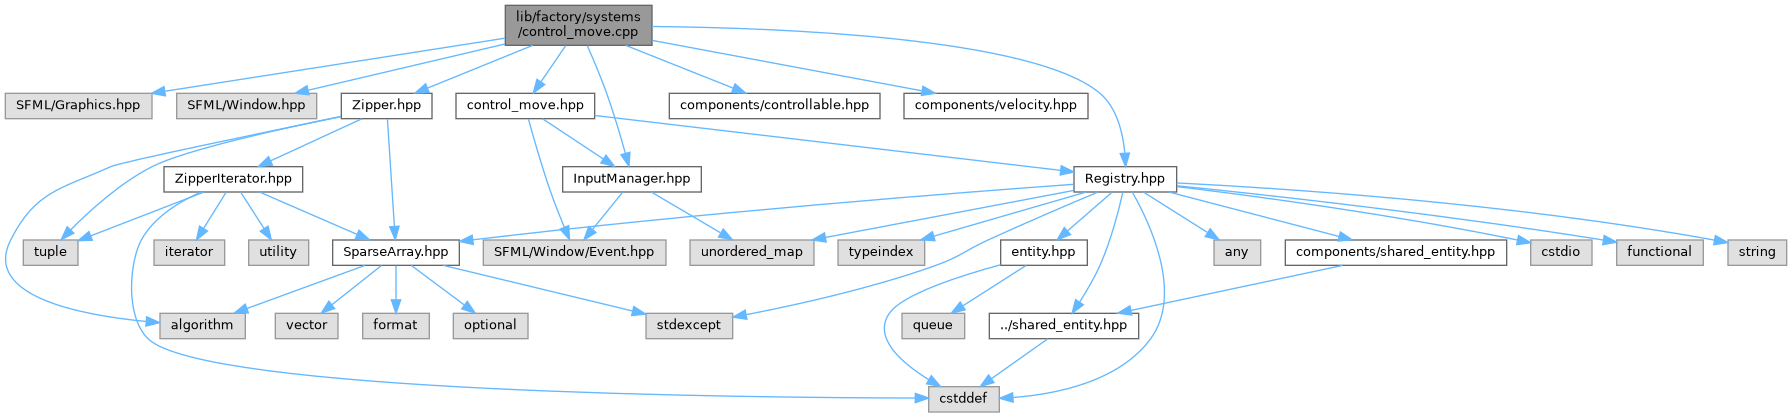 lib/factory/systems
/control_move.cpp
SFML/Graphics.hpp
SFML/Window.hpp
Zipper.hpp
control_move.hpp
components/controllable.hpp
components/velocity.hpp
ZipperIterator.hpp
InputManager.hpp
Registry.hpp
tuple
iterator
utility
SparseArray.hpp
SFML/Window/Event.hpp
unordered_map
typeindex
entity.hpp
any
components/shared_entity.hpp
cstdio
functional
string
algorithm
vector
format
optional
stdexcept
queue
../shared_entity.hpp
cstddef